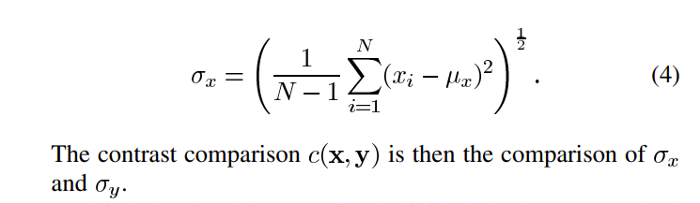 σ_x = ( 1/(N − 1) ∑_{i=1}^{N} (x_i − μ_x)² )^{1/2} . (4)
The contrast comparison c(x, y) is then the comparison of σ_x
and σ_y.